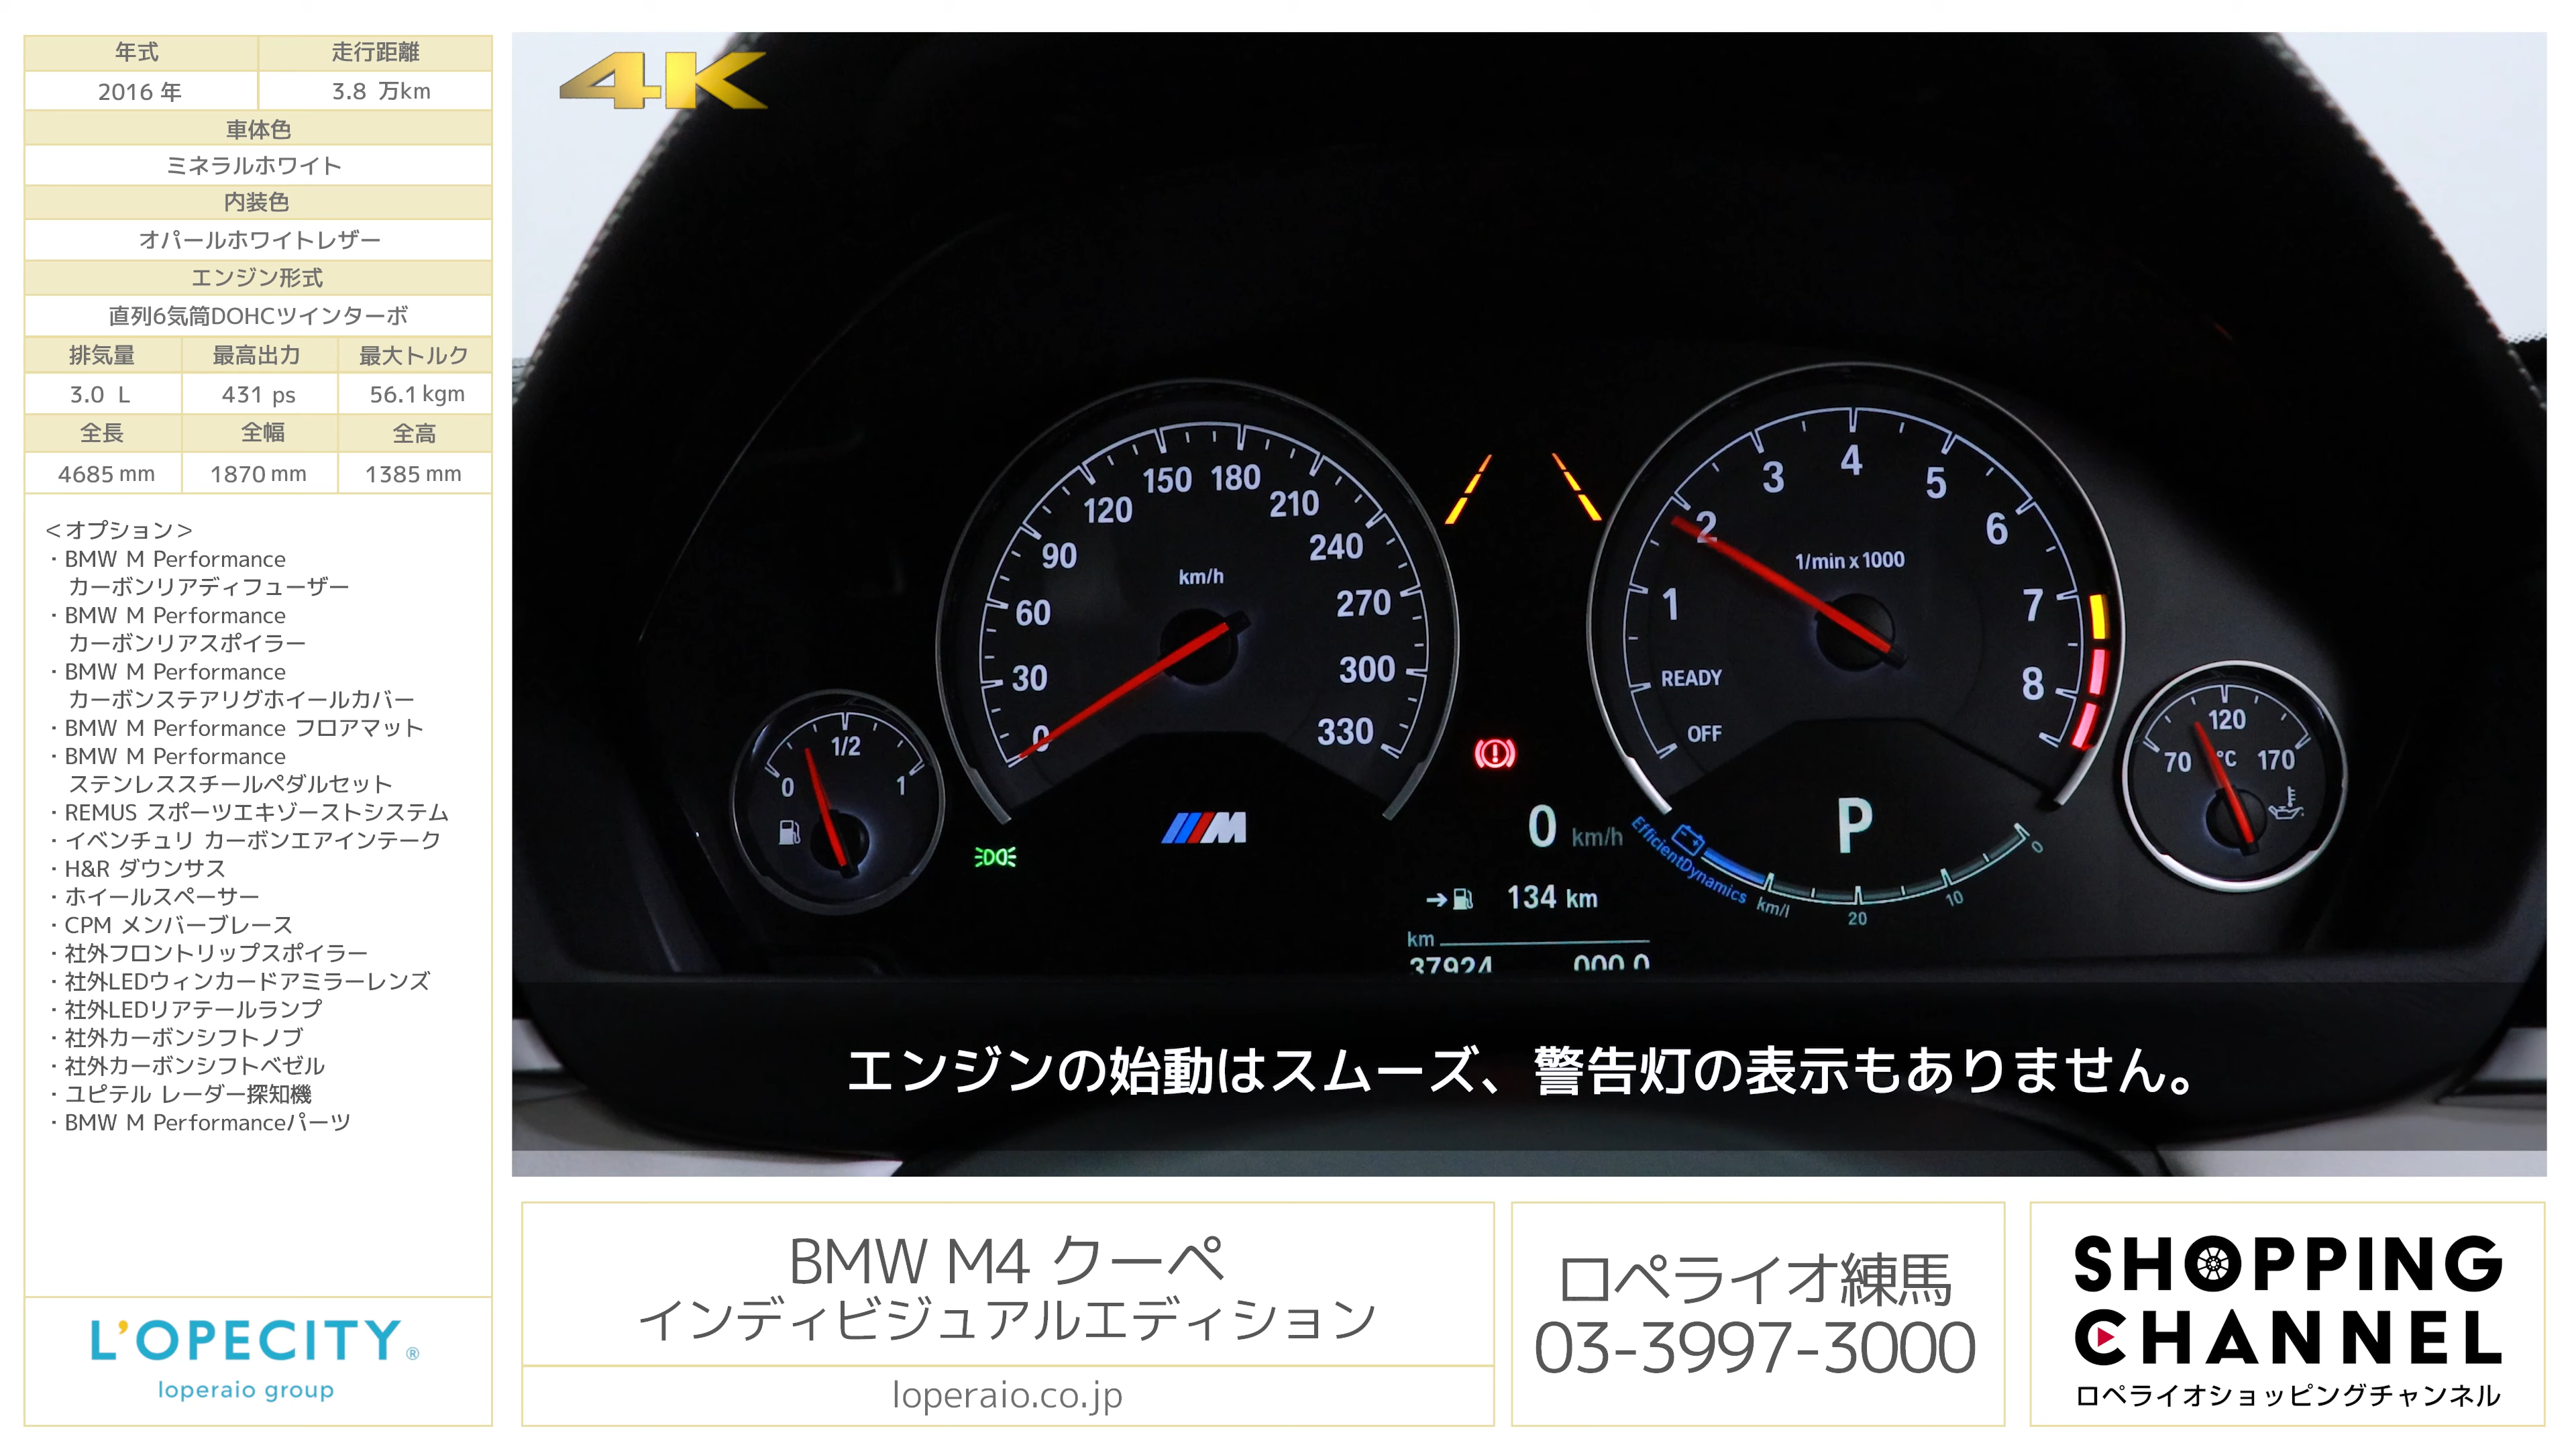 年式 走行距離
2016 年 3.8 万km
車体色
ミネラルホワイト
内装色
オパールホワイトレザー
エンジン形式
直列6気筒DOHCツインターボ
排気量 最高出力 最大トルク
3.0 L 431 ps 56.1 kgm
全長 全幅 全高
4685 mm 1870 mm 1385 mm
＜オプション＞
・BMW M Performance
カーボンリアディフューザー
・BMW M Performance
カーボンリアスポイラー
・BMW M Performance
カーボンステアリグホイールカバー
・BMW M Performance フロアマット
・BMW M Performance
ステンレススチールペダルセット
・REMUS スポーツエキゾーストシステム
・イベンチュリ カーボンエアインテーク
・H&R ダウンサス
・ホイールスペーサー
・CPM メンバーブレース
・社外フロントリップスポイラー
・社外LEDウィンカードアミラーレンズ
・社外LEDリアテールランプ
・社外カーボンシフトノブ
・社外カーボンシフトベゼル
・ユピテル レーダー探知機
・BMW M Performanceパーツ
L'OPECITY®
loperaio group
4K
0 1/2 1
0 30 60 90 120 150 180 210 240 270 300 330
km/h
M
OFF READY 1 2 3 4 5 6 7 8
1/min x 1000
70 120 170
°C
P
0 km/h
134 km
km
37924 000.0
EfficientDynamics km/l 20 10 0
エンジンの始動はスムーズ、警告灯の表示もありません。
BMW M4 クーペ
インディビジュアルエディション
loperaio.co.jp
ロペライオ練馬
03-3997-3000
SHOPPING
CHANNEL
ロペライオショッピングチャンネル